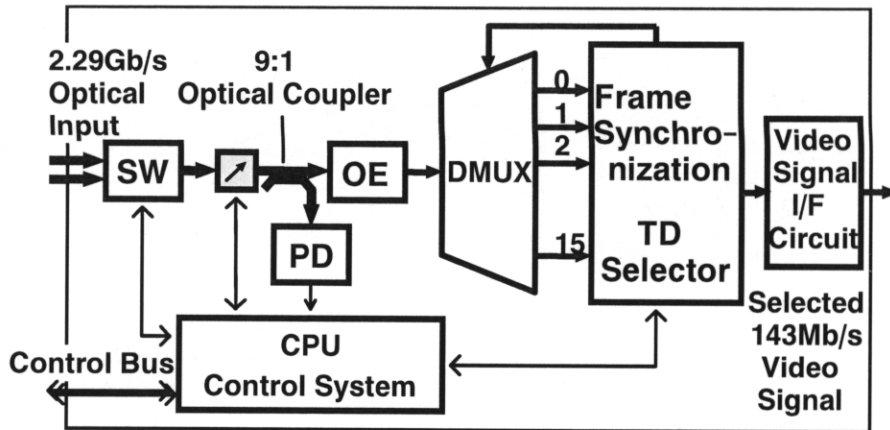 2.29Gb/s
Optical
Input
9:1
Optical Coupler
SW
OE
PD
DMUX
0
1
2
15
Frame
Synchro-
nization
TD
Selector
Video
Signal
I/F
Circuit
Selected
143Mb/s
Video
Signal
CPU
Control System
Control Bus